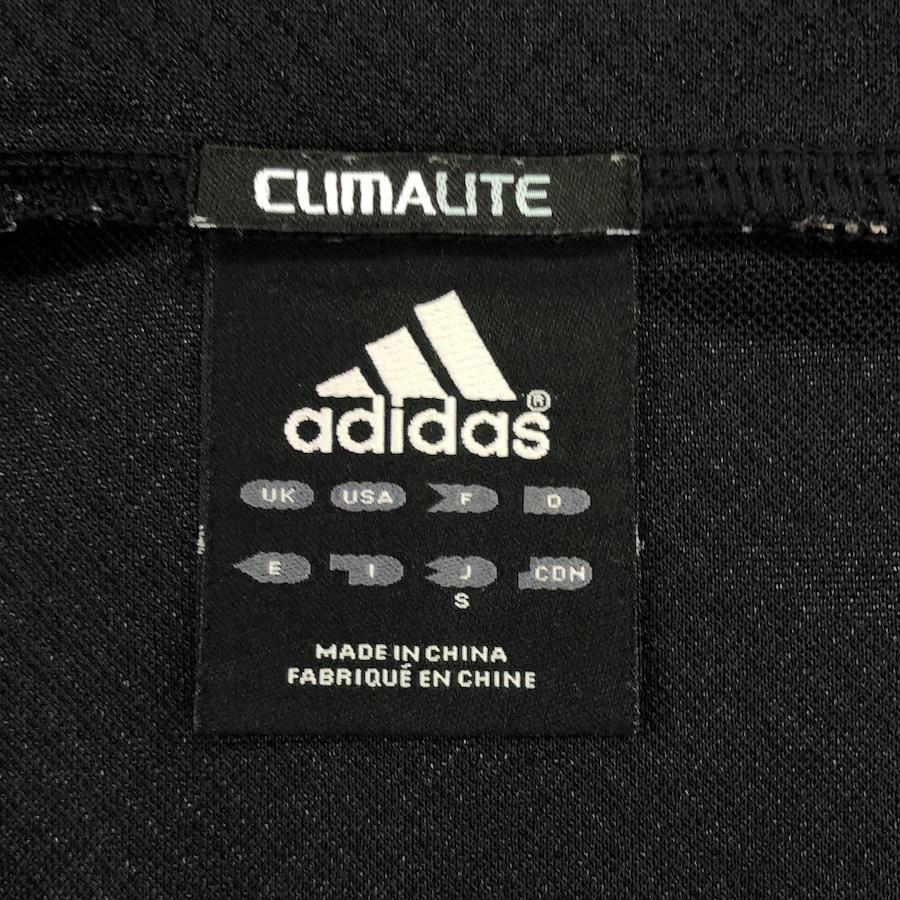 CLIMALITE
adidas®
UK USA F D
E I J CDN
S
MADE IN CHINA
FABRIQUÉ EN CHINE